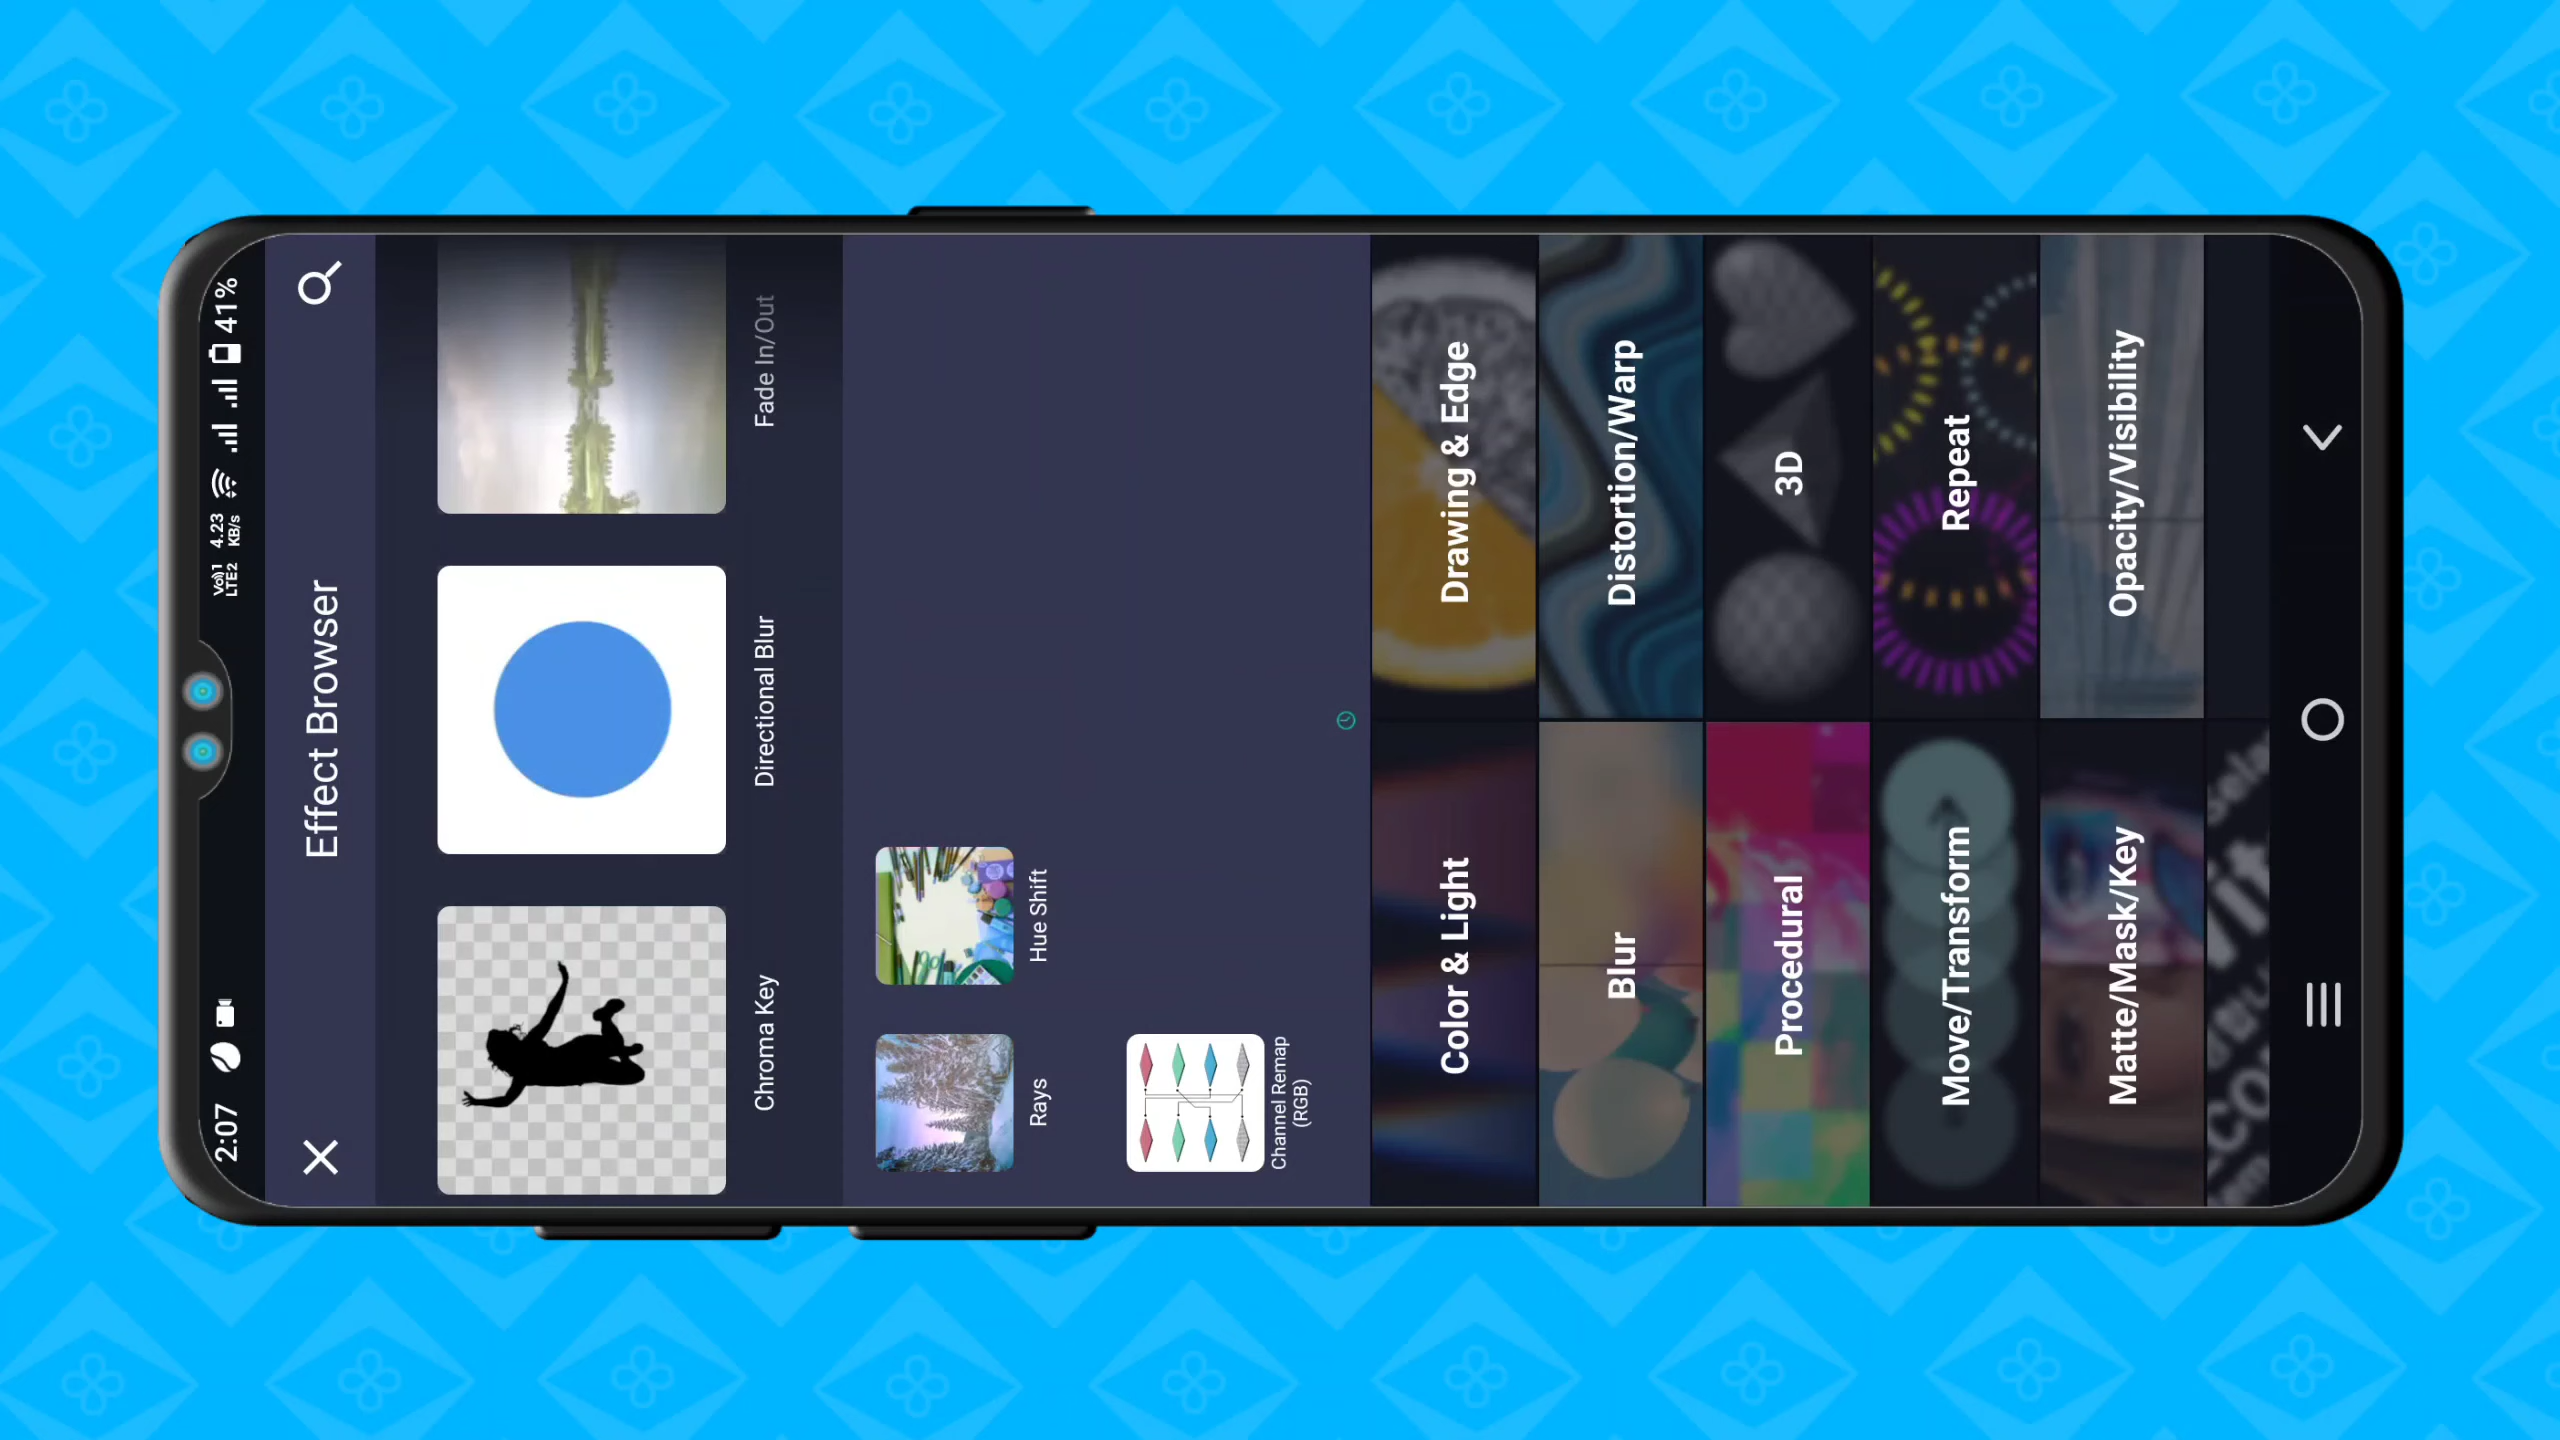 2:07
Vo))1
LTE2
4.23
KB/s
41%
Effect Browser
Chroma Key
Directional Blur
Fade In/Out
Rays
Hue Shift
Channel Remap
(RGB)
Color & Light
Drawing & Edge
Blur
Distortion/Warp
Procedural
3D
Move/Transform
Repeat
Matte/Mask/Key
Opacity/Visibility